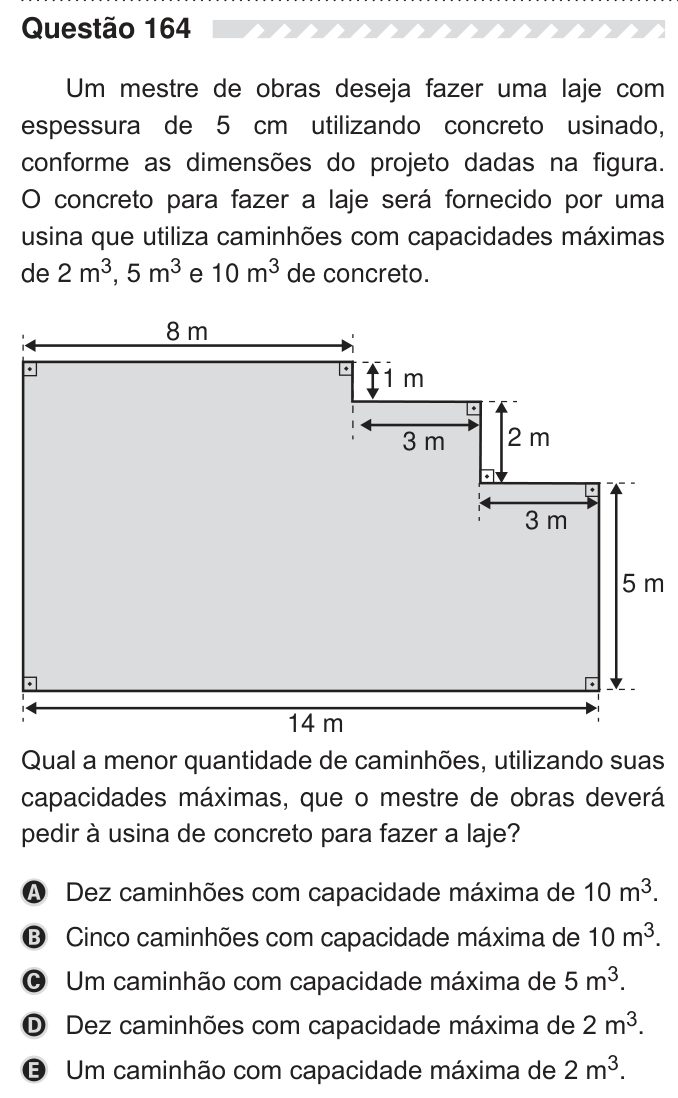 Questão 164
Um mestre de obras deseja fazer uma laje com
espessura de 5 cm utilizando concreto usinado,
conforme as dimensões do projeto dadas na figura.
O concreto para fazer a laje será fornecido por uma
usina que utiliza caminhões com capacidades máximas
de 2 m³, 5 m³ e 10 m³ de concreto.
8 m
1 m
3 m
2 m
3 m
5 m
14 m
Qual a menor quantidade de caminhões, utilizando suas
capacidades máximas, que o mestre de obras deverá
pedir à usina de concreto para fazer a laje?
A Dez caminhões com capacidade máxima de 10 m³.
B Cinco caminhões com capacidade máxima de 10 m³.
C Um caminhão com capacidade máxima de 5 m³.
D Dez caminhões com capacidade máxima de 2 m³.
E Um caminhão com capacidade máxima de 2 m³.